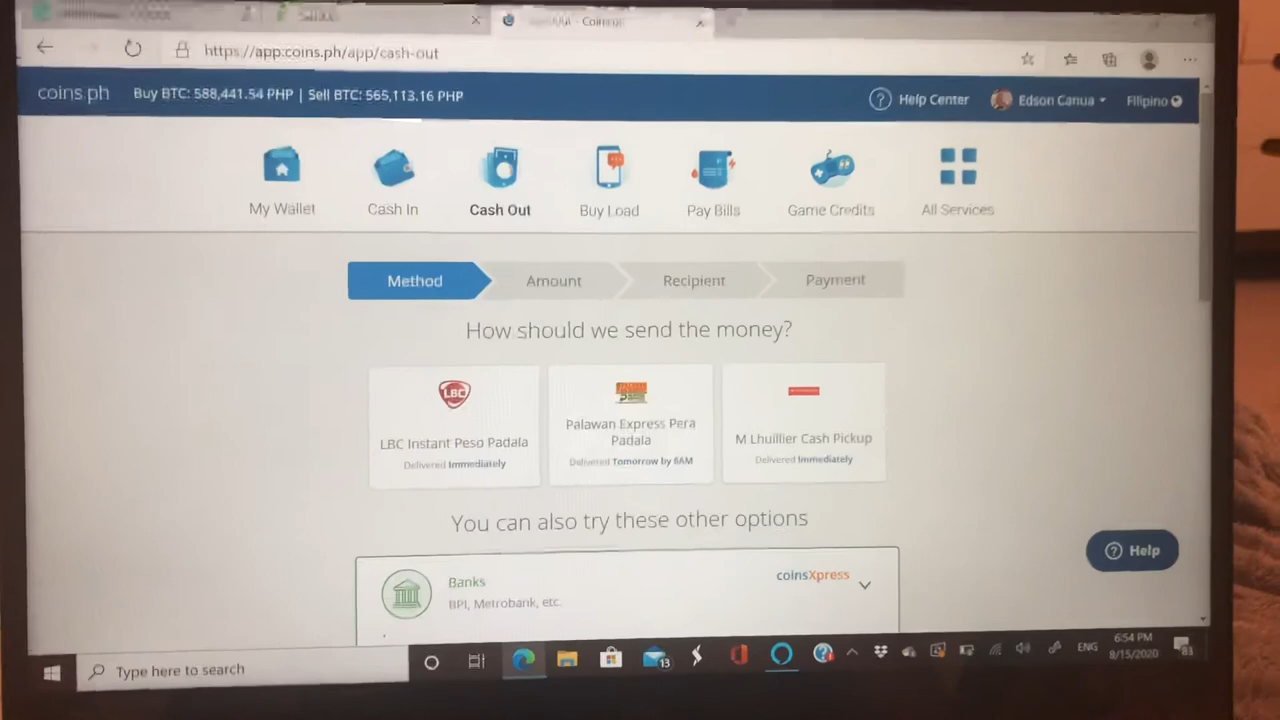 https://app.coins.ph/app/cash-out
coins.ph Buy BTC: 588,441.54 PHP | Sell BTC: 565,113.16 PHP Help Center Edson Canua Filipino
My Wallet Cash In Cash Out Buy Load Pay Bills Game Credits All Services
Method Amount Recipient Payment
How should we send the money?
LBC
LBC Instant Peso Padala
Delivered Immediately
Palawan Express Pera
Padala
Delivered Tomorrow by 6AM
M Lhuillier Cash Pickup
Delivered Immediately
You can also try these other options
Banks
BPI, Metrobank, etc.
coinsXpress
Help
Type here to search
13
ENG
6:54 PM
8/15/2020